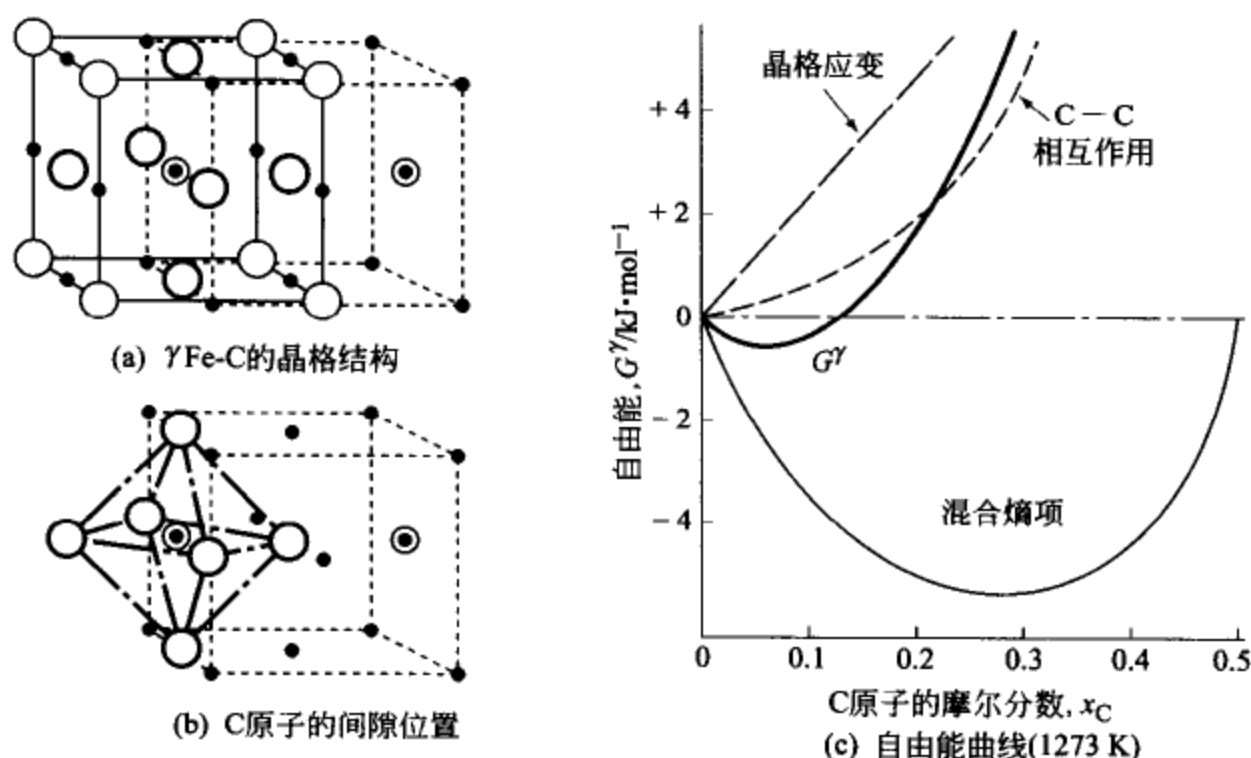 (a) γFe-C的晶格结构
(b) C原子的间隙位置
自由能, G^γ/kJ·mol⁻¹
+4
+2
0
−2
−4
晶格应变
C－C
相互作用
G^γ
混合熵项
0 0.1 0.2 0.3 0.4 0.5
C原子的摩尔分数, x_C
(c) 自由能曲线(1273 K)